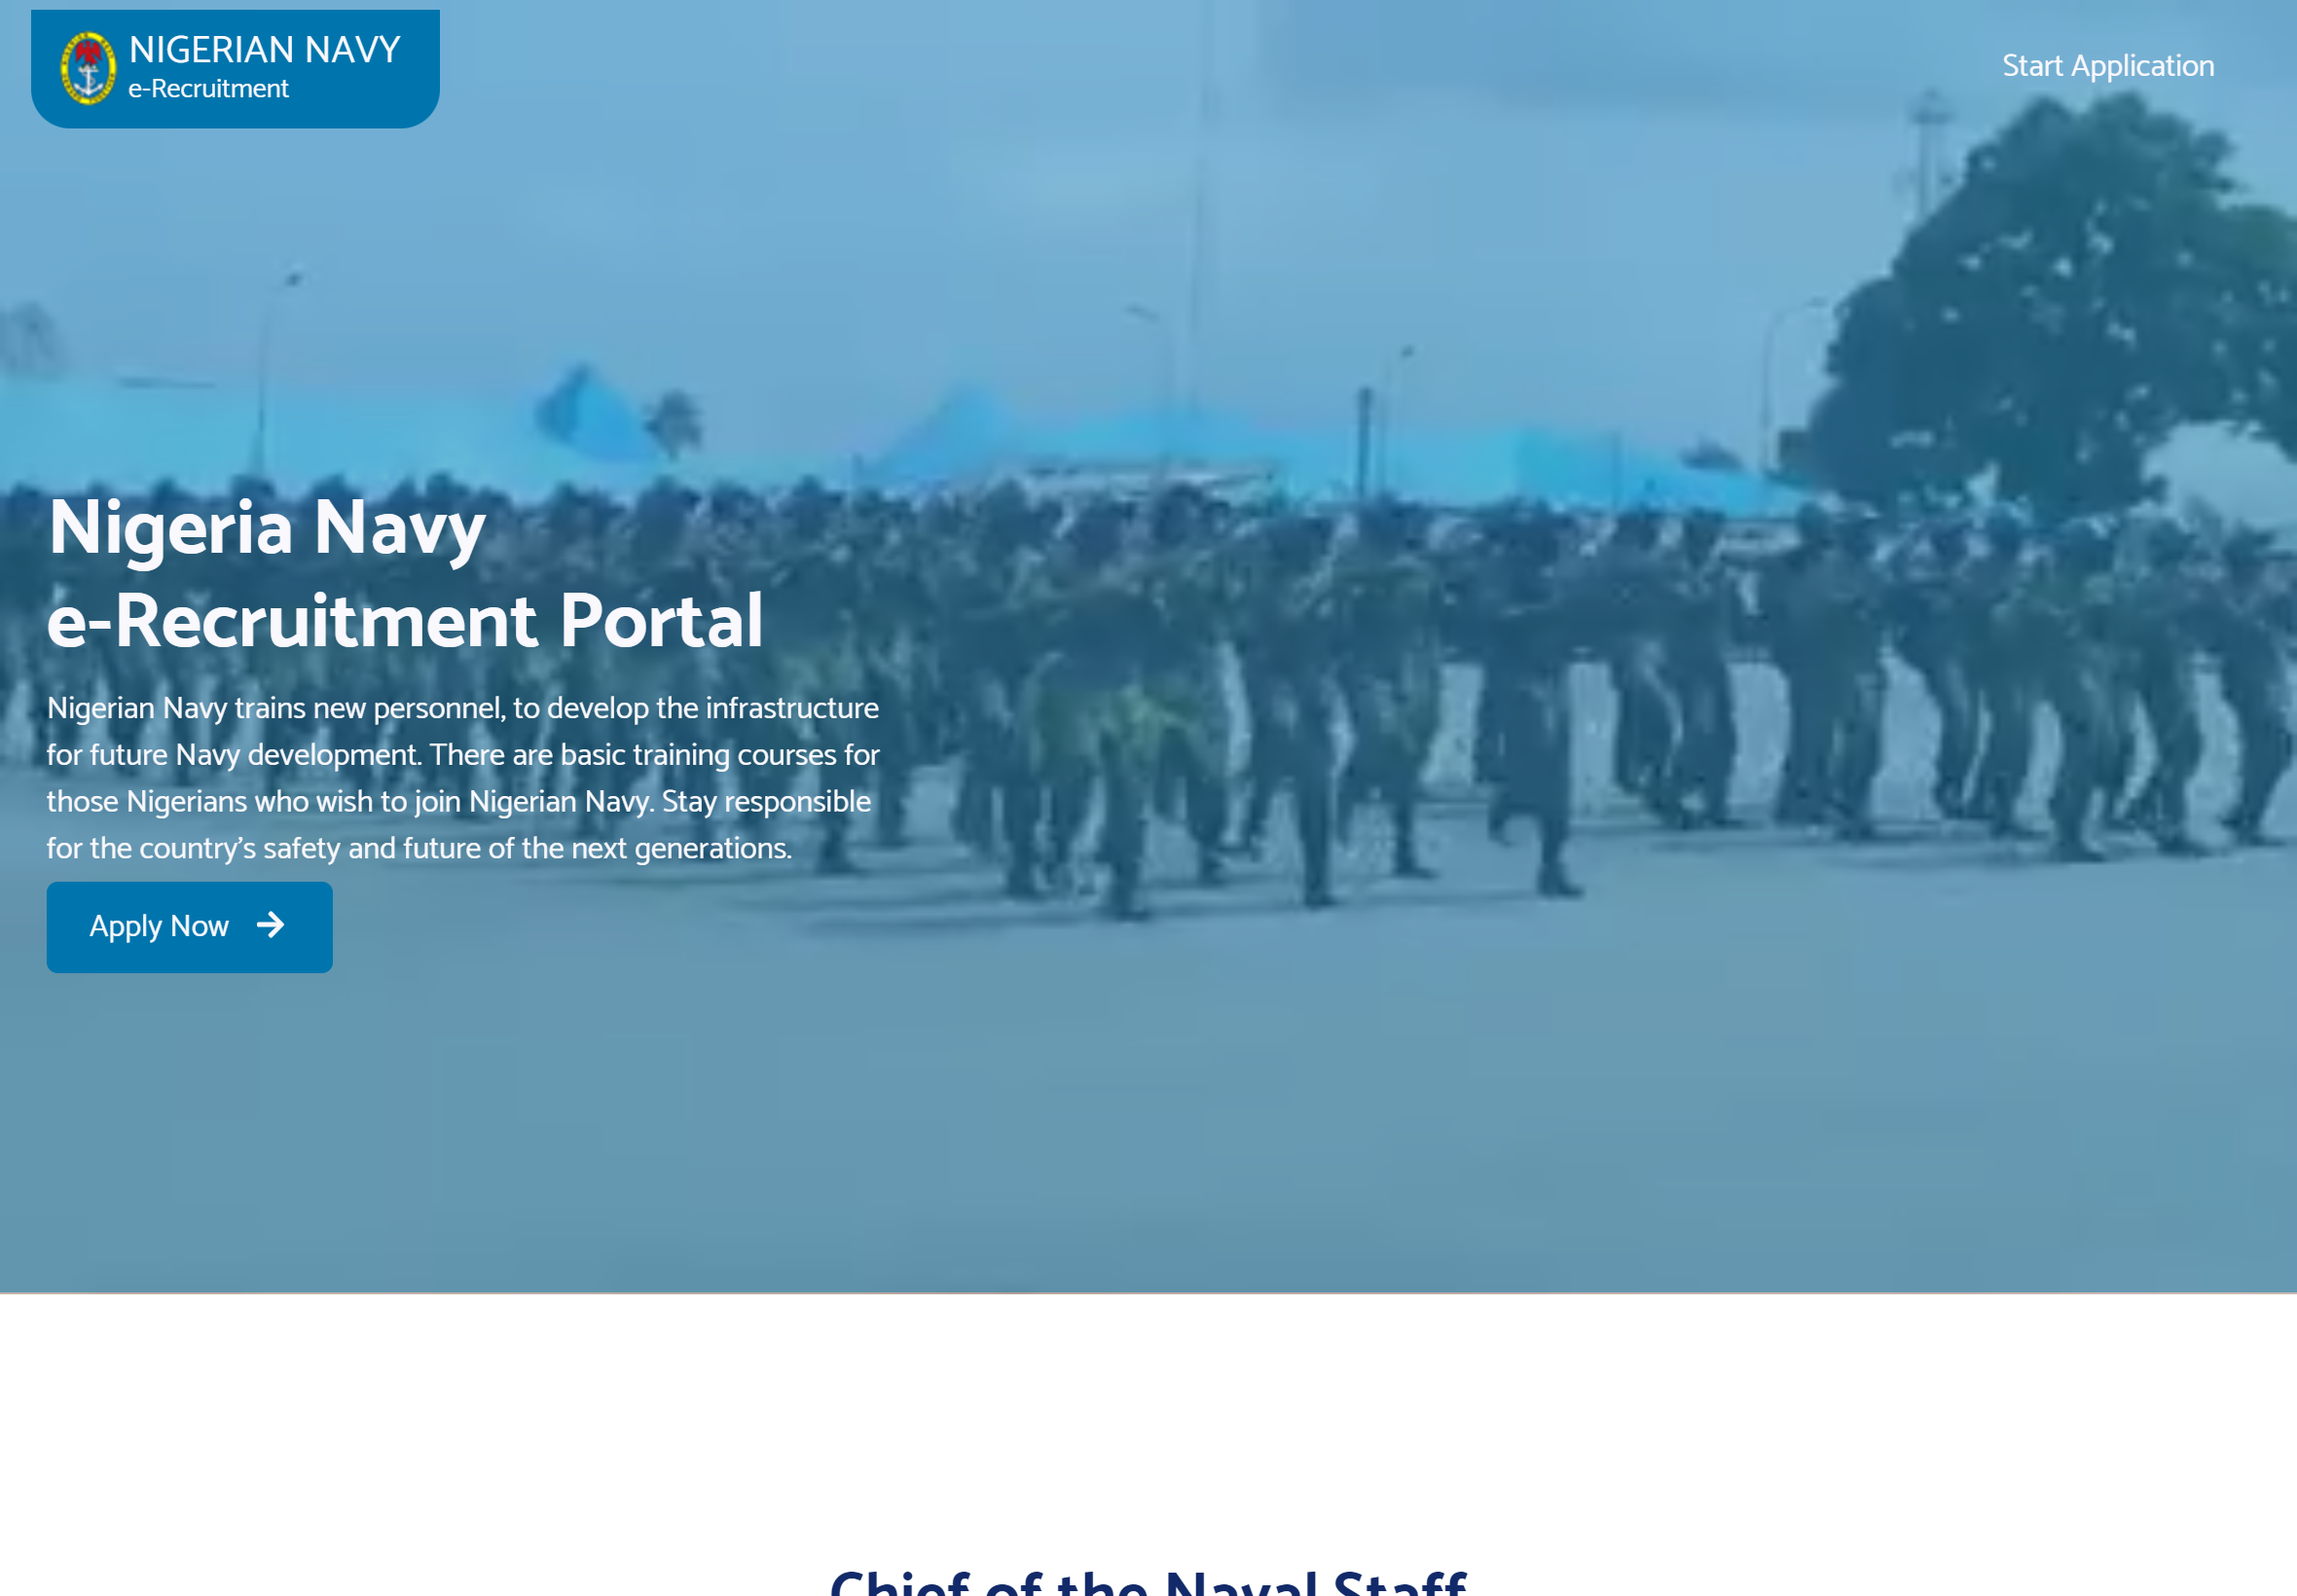 NIGERIAN NAVY
e-Recruitment
Start Application
Nigeria Navy
e-Recruitment Portal
Nigerian Navy trains new personnel, to develop the infrastructure
for future Navy development. There are basic training courses for
those Nigerians who wish to join Nigerian Navy. Stay responsible
for the country's safety and future of the next generations.
Apply Now
Chief of the Naval Staff